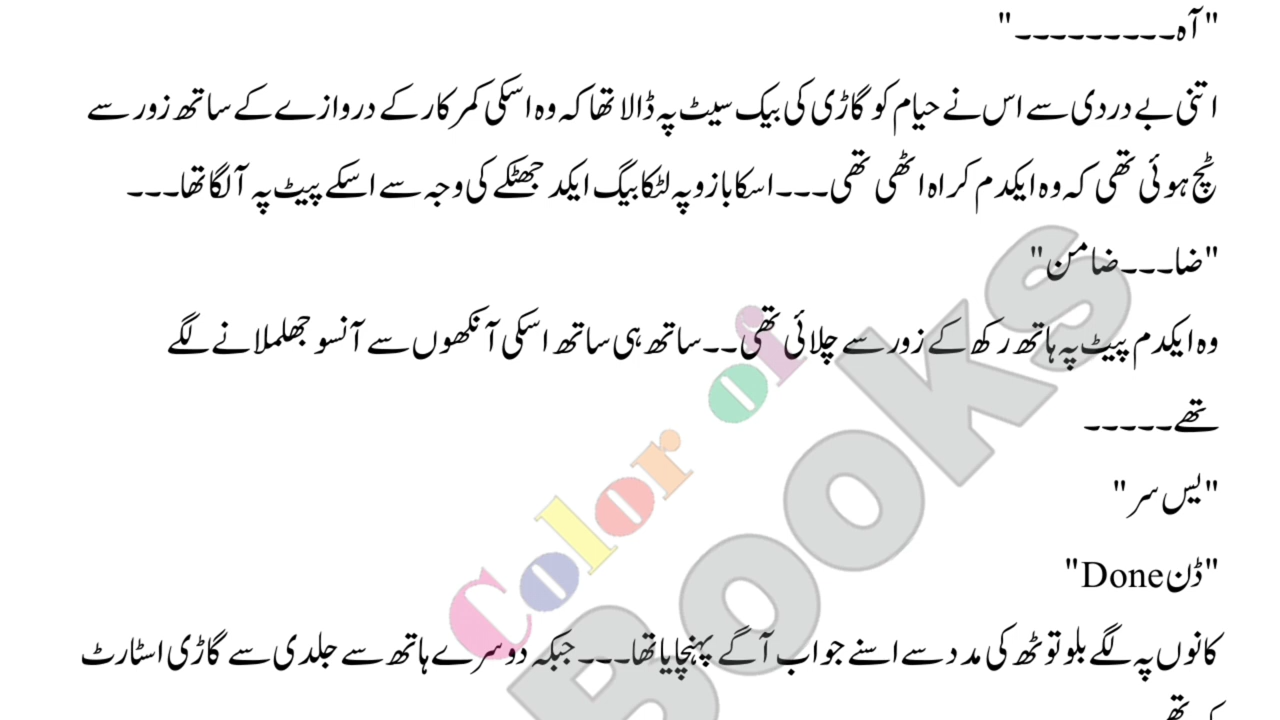 "آہ۔۔۔۔۔۔۔۔۔"
اتنی بے دردی سے اس نے حیام کو گاڑی کی بیک سیٹ پہ ڈالا تھا کہ وہ اسکی کمر کار کے دروازے کے ساتھ زور سے
ٹچ ہوئی تھی کہ وہ ایکدم کراہ اٹھی تھی۔۔۔اسکا بازو پہ لٹکا بیگ ایکد جھٹکے کی وجہ سے اسکے پیٹ پہ آ لگا تھا۔۔۔
"ضا۔۔۔ضامن"
وہ ایکدم پیٹ پہ ہاتھ رکھ کے زور سے چلائی تھی۔۔ساتھ ہی ساتھ اسکی آنکھوں سے آنسو جھلملانے لگے
تھے۔۔۔۔۔
"یس سر"
"ڈن Done"
کانوں پہ لگے بلو توٹھ کی مدد سے اسنے جواب آگے پہنچایا تھا۔۔۔ جبکہ دوسرے ہاتھ سے جلدی سے گاڑی اسٹارٹ
Color of
Books